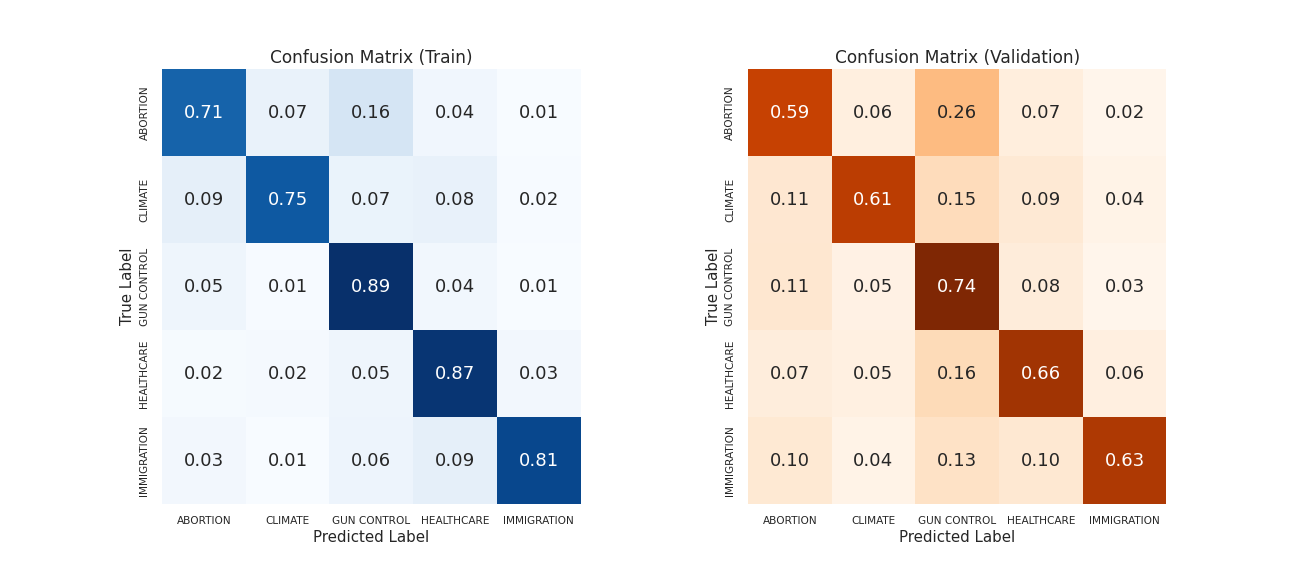 Confusion Matrix (Train)
ABORTION 0.71 0.07 0.16 0.04 0.01
CLIMATE 0.09 0.75 0.07 0.08 0.02
GUN CONTROL 0.05 0.01 0.89 0.04 0.01
HEALTHCARE 0.02 0.02 0.05 0.87 0.03
IMMIGRATION 0.03 0.01 0.06 0.09 0.81
True Label
ABORTION CLIMATE GUN CONTROL HEALTHCARE IMMIGRATION
Predicted Label
Confusion Matrix (Validation)
ABORTION 0.59 0.06 0.26 0.07 0.02
CLIMATE 0.11 0.61 0.15 0.09 0.04
GUN CONTROL 0.11 0.05 0.74 0.08 0.03
HEALTHCARE 0.07 0.05 0.16 0.66 0.06
IMMIGRATION 0.10 0.04 0.13 0.10 0.63
True Label
ABORTION CLIMATE GUN CONTROL HEALTHCARE IMMIGRATION
Predicted Label